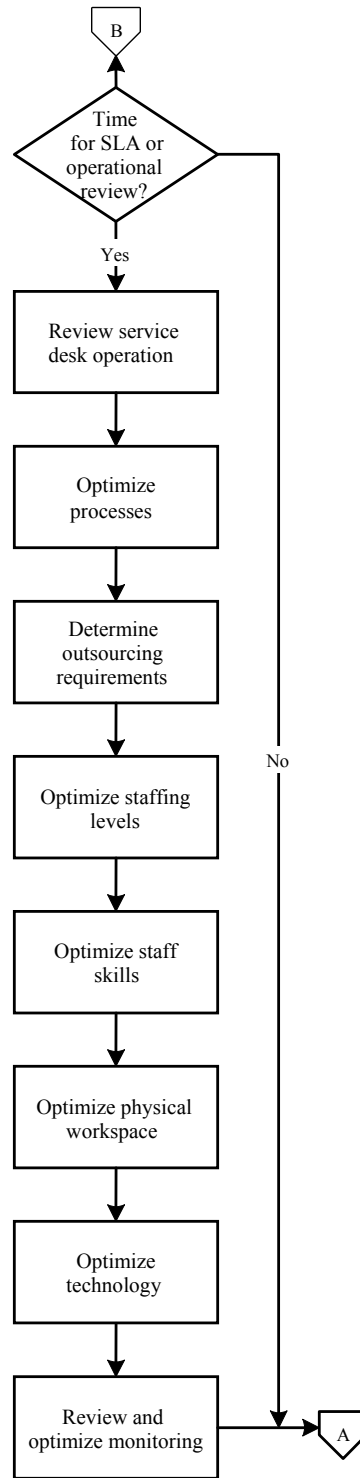 B
Time
for SLA or
operational
review?
Yes
Review service
desk operation
Optimize
processes
Determine
outsourcing
requirements
No
Optimize staffing
levels
Optimize staff
skills
Optimize physical
workspace
Optimize
technology
Review and
optimize monitoring
A